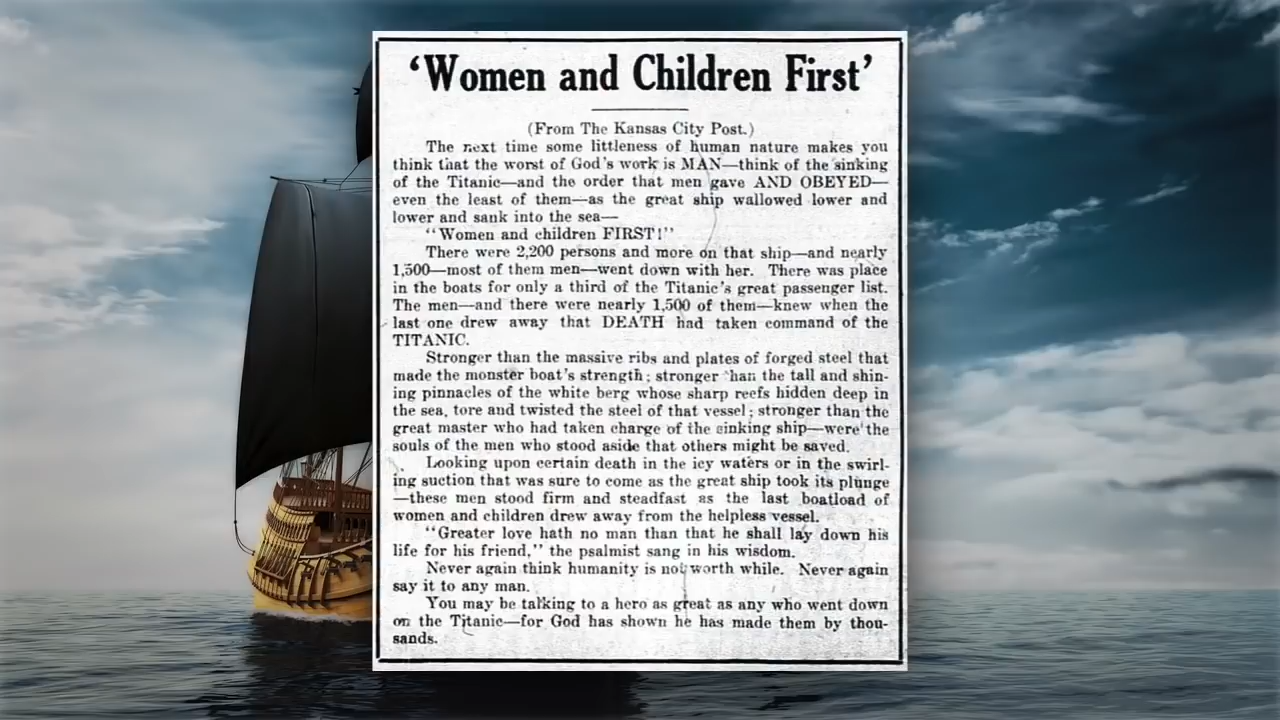 ‘Women and Children First’
(From The Kansas City Post.)
The next time some littleness of human nature makes you
think that the worst of God's work is MAN—think of the sinking
of the Titanic—and the order that men gave AND OBEYED—
even the least of them—as the great ship wallowed lower and
lower and sank into the sea—
"Women and children FIRST!"
There were 2,200 persons and more on that ship—and nearly
1,500—most of them men—went down with her. There was place
in the boats for only a third of the Titanic's great passenger list.
The men—and there were nearly 1,500 of them—knew when the
last one drew away that DEATH had taken command of the
TITANIC.
Stronger than the massive ribs and plates of forged steel that
made the monster boat's strength; stronger than the tall and shin-
ing pinnacles of the white berg whose sharp reefs hidden deep in
the sea, tore and twisted the steel of that vessel; stronger than the
great master who had taken charge of the sinking ship—were the
souls of the men who stood aside that others might be saved.
Looking upon certain death in the icy waters or in the swirl-
ing suction that was sure to come as the great ship took its plunge
—these men stood firm and steadfast as the last boatload of
women and children drew away from the helpless vessel.
"Greater love hath no man than that he shall lay down his
life for his friend," the psalmist sang in his wisdom.
Never again think humanity is not worth while. Never again
say it to any man.
You may be talking to a hero as great as any who went down
on the Titanic—for God has shown he has made them by thou-
sands.